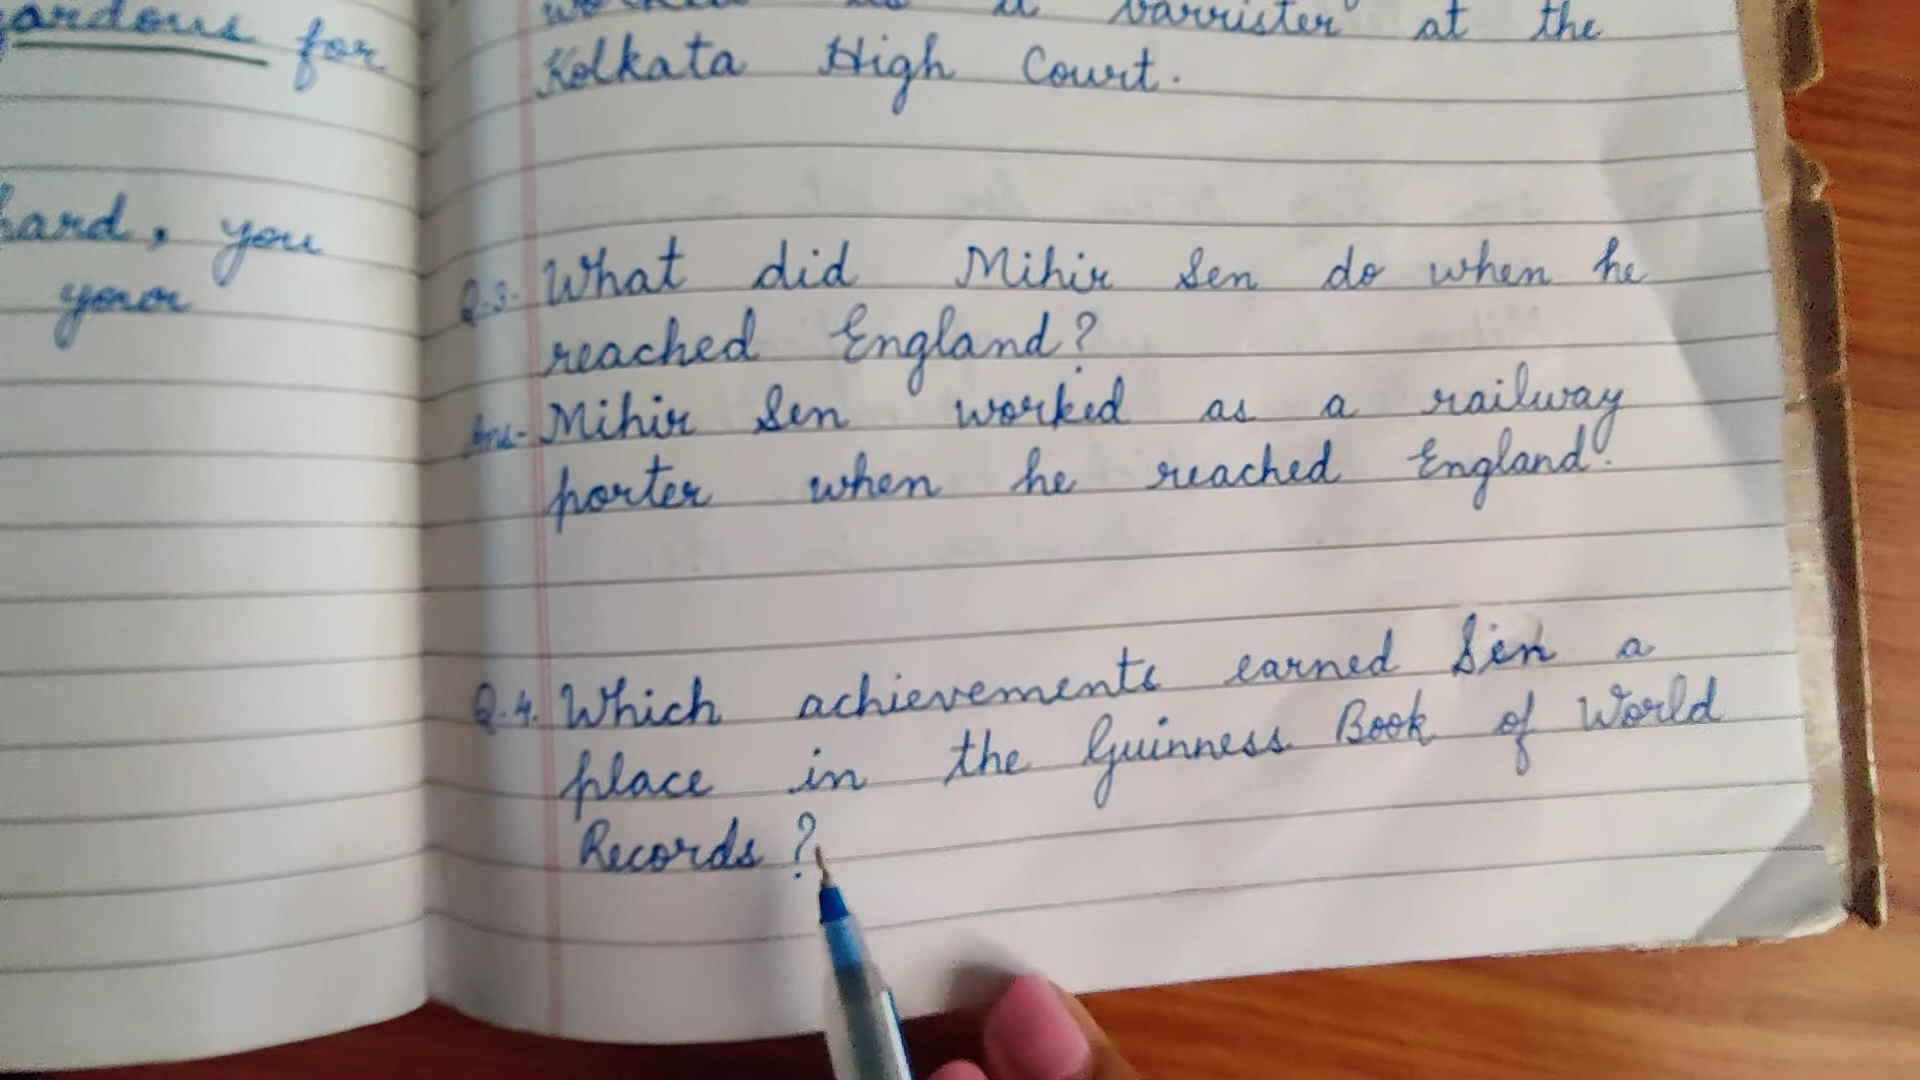 for
hard, you
your
barrister at the
Kolkata High Court.
Q.3. What did Mihir Sen do when he
reached England?
Ans- Mihir Sen worked as a railway
porter when he reached England.
Q.4. Which achievements earned Sen a
place in the Guinness Book of World
Records?